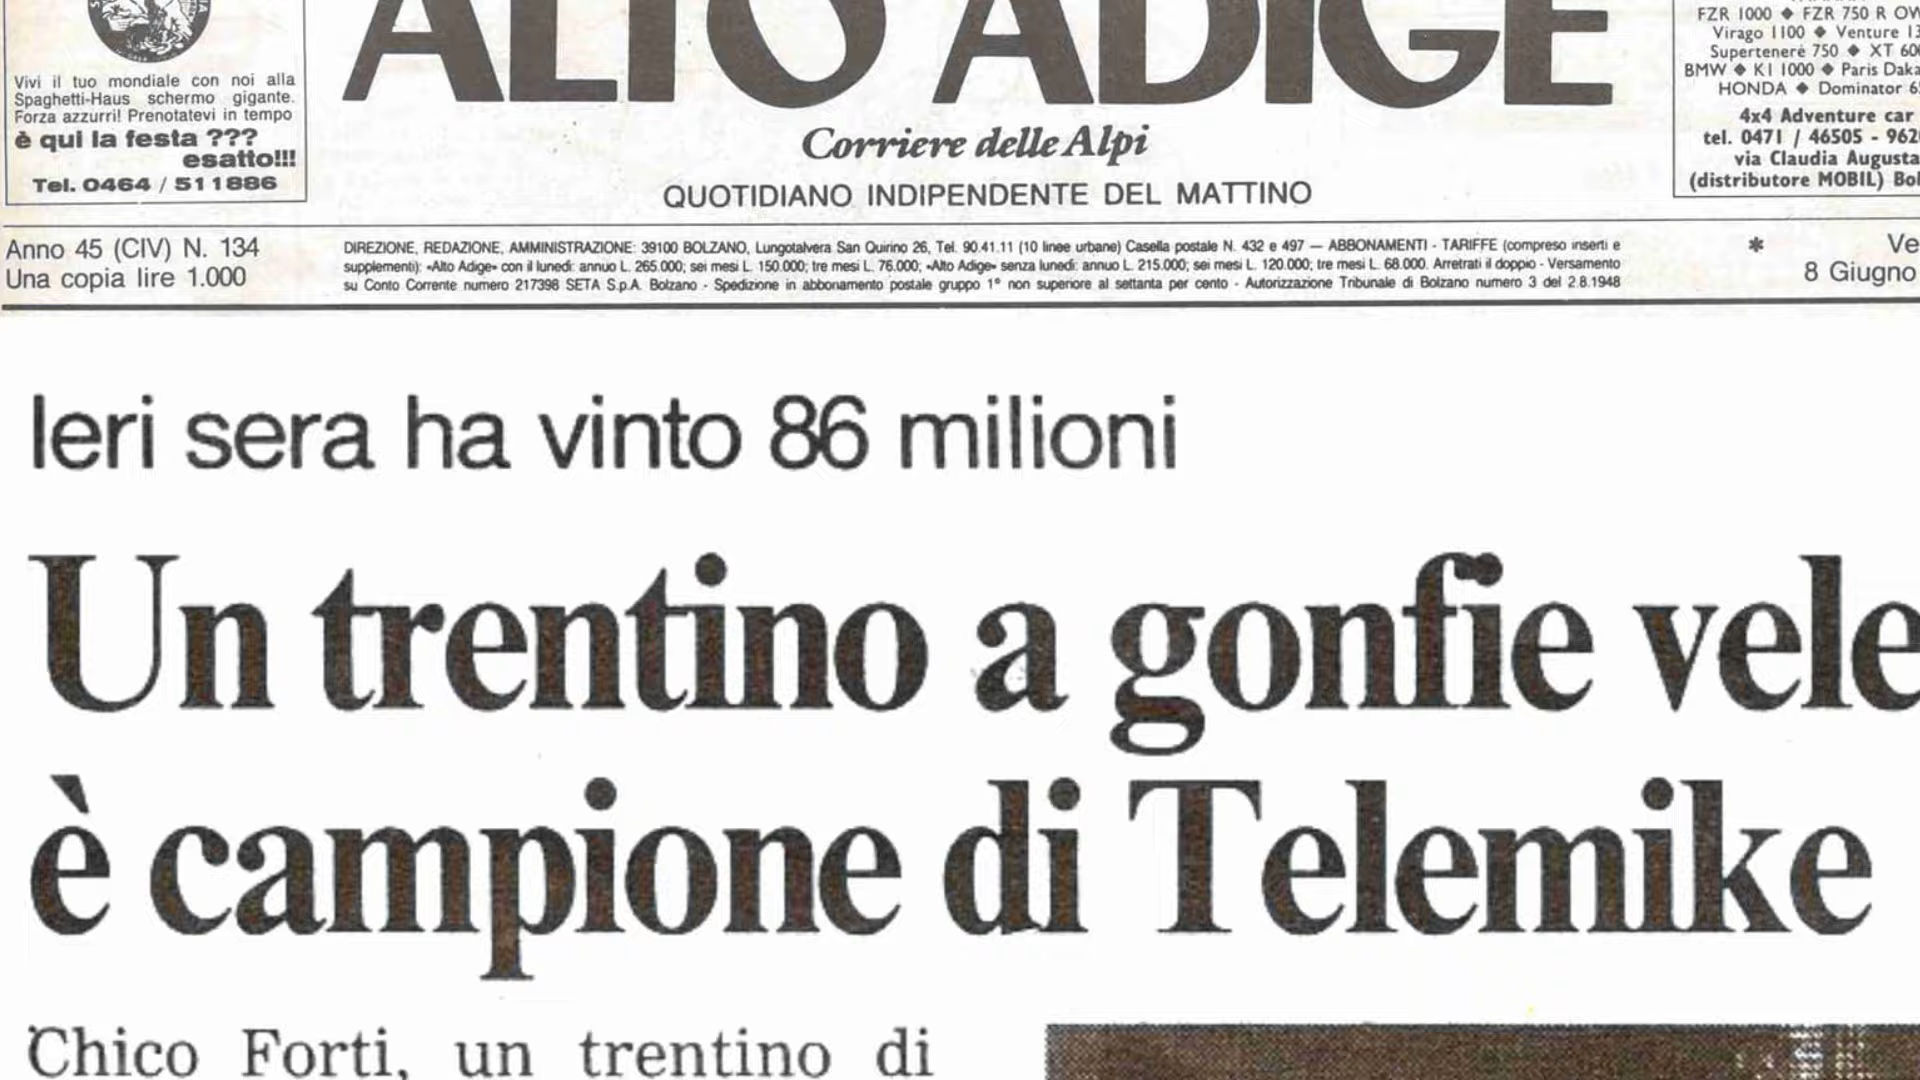 ALTO ADIGE
Corriere delle Alpi
QUOTIDIANO INDIPENDENTE DEL MATTINO
Vivi il tuo mondiale con noi alla
Spaghetti-Haus schermo gigante.
Forza azzurri! Prenotatevi in tempo
è qui la festa ???
esatto!!!
Tel. 0464 / 511886
FZR 1000 ◆ FZR 750 R
Virago 1100 ◆ Venture
Superteneré 750 ◆ XT
BMW ◆ K1 1000 ◆ Paris
HONDA ◆ Dominator
4x4 Adventure car
tel. 0471 / 46505 -
via Claudia Augusta
(distributore MOBIL)
Anno 45 (CIV) N. 134
Una copia lire 1.000
DIREZIONE, REDAZIONE, AMMINISTRAZIONE: 39100 BOLZANO, Lungotalvera San Quirino 26, Tel. 90.41.11 (10 linee urbane) Casella postale N. 432 e 497 — ABBONAMENTI - TARIFFE (compreso inserti e
supplementi): «Alto Adige» con il lunedì: annuo L. 265.000; sei mesi L. 150.000; tre mesi L. 76.000; «Alto Adige» senza lunedì: annuo L. 215.000; sei mesi L. 120.000; tre mesi L. 68.000. Arretrati il doppio - Versamento
su Conto Corrente numero 217398 SETA S.p.A. Bolzano - Spedizione in abbonamento postale gruppo 1° non superiore al settanta per cento - Autorizzazione Tribunale di Bolzano numero 3 del 2.8.1948
*
8 Giugno
Ieri sera ha vinto 86 milioni
Un trentino a gonfie vele
è campione di Telemike
Chico Forti, un trentino di